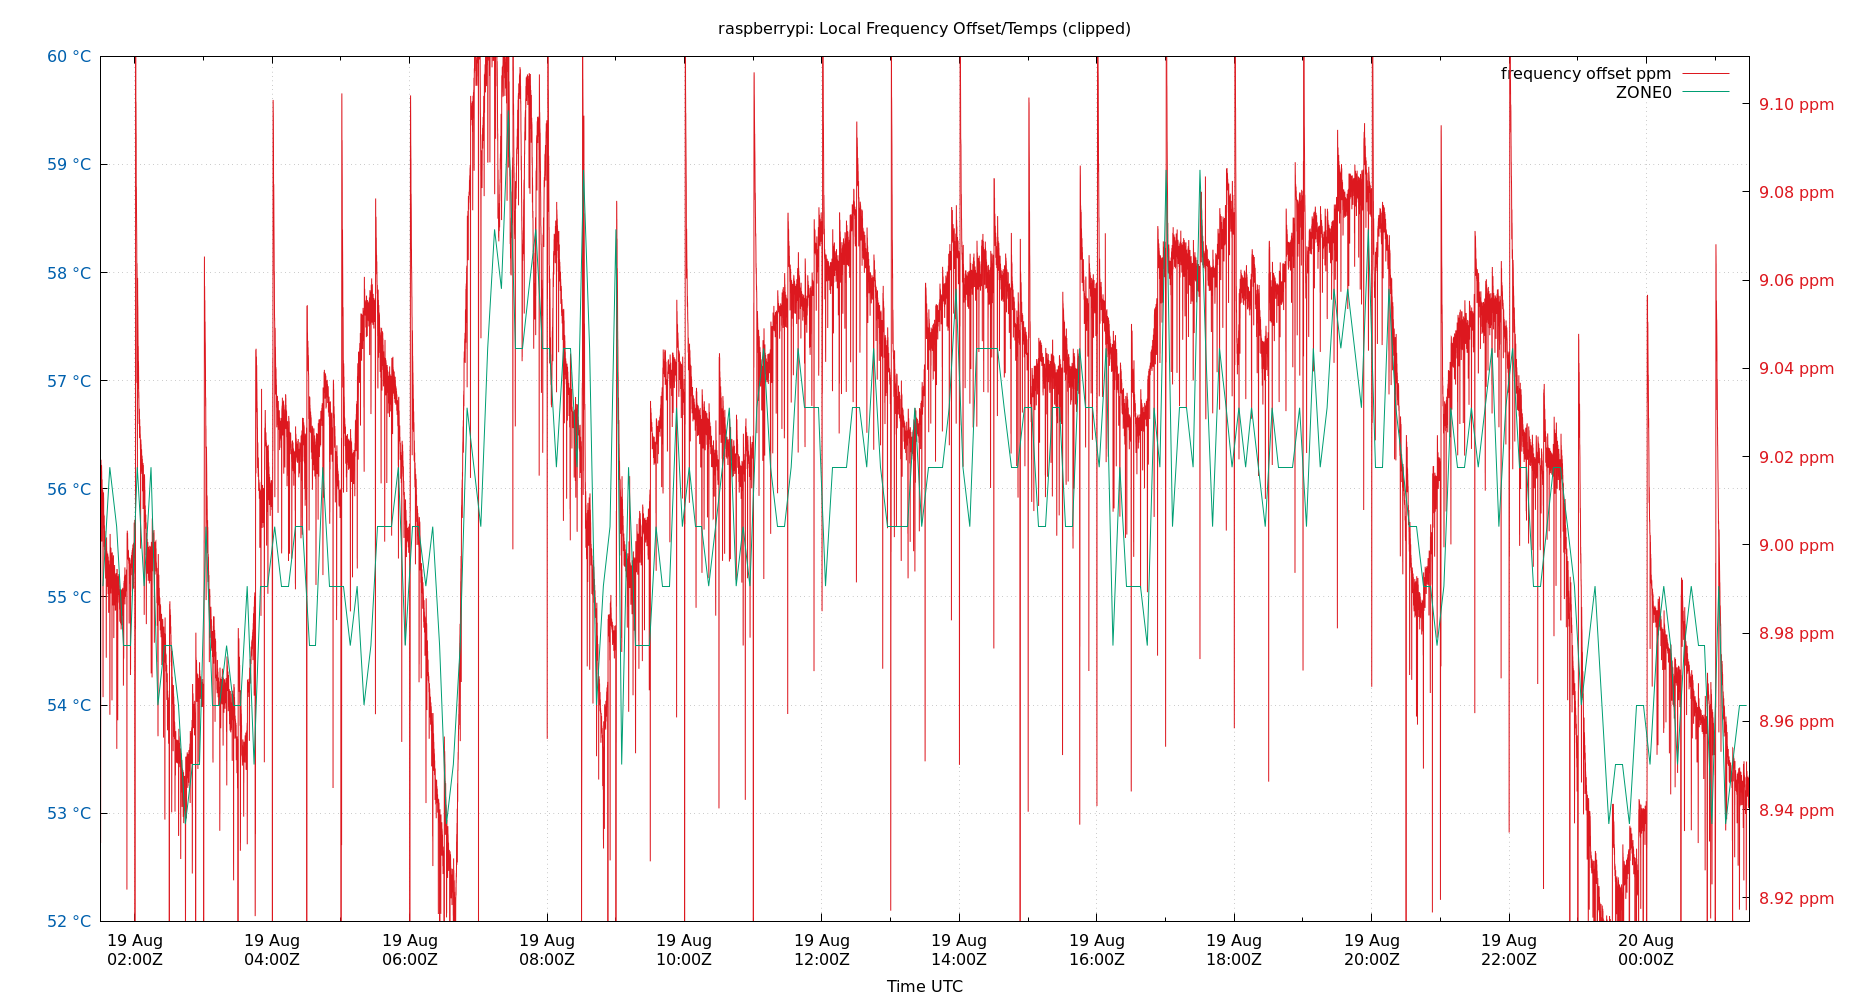 raspberrypi: Local Frequency Offset/Temps (clipped)
60 °C
59 °C
58 °C
57 °C
56 °C
55 °C
54 °C
53 °C
52 °C
frequency offset ppm
ZONE0
9.10 ppm
9.08 ppm
9.06 ppm
9.04 ppm
9.02 ppm
9.00 ppm
8.98 ppm
8.96 ppm
8.94 ppm
8.92 ppm
19 Aug 19 Aug 19 Aug 19 Aug 19 Aug 19 Aug 19 Aug 19 Aug 19 Aug 19 Aug 19 Aug 20 Aug
02:00Z 04:00Z 06:00Z 08:00Z 10:00Z 12:00Z 14:00Z 16:00Z 18:00Z 20:00Z 22:00Z 00:00Z
Time UTC